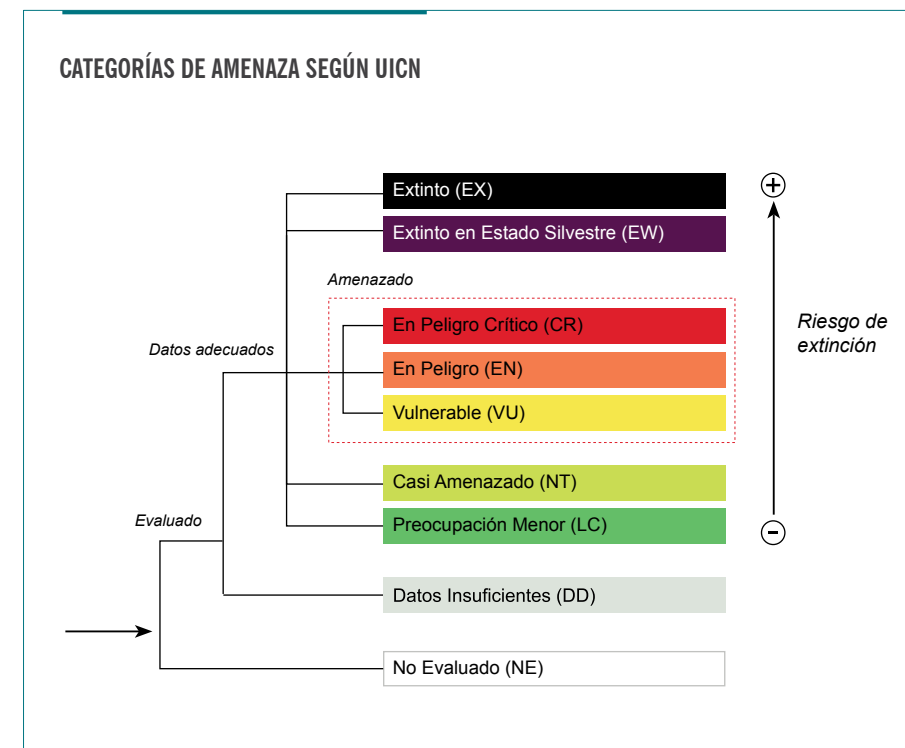 CATEGORÍAS DE AMENAZA SEGÚN UICN
Extinto (EX)
+
Extinto en Estado Silvestre (EW)
Amenazado
En Peligro Crítico (CR)
Riesgo de
extinción
Datos adecuados
En Peligro (EN)
Vulnerable (VU)
Casi Amenazado (NT)
Evaluado
Preocupación Menor (LC)
-
Datos Insuficientes (DD)
No Evaluado (NE)